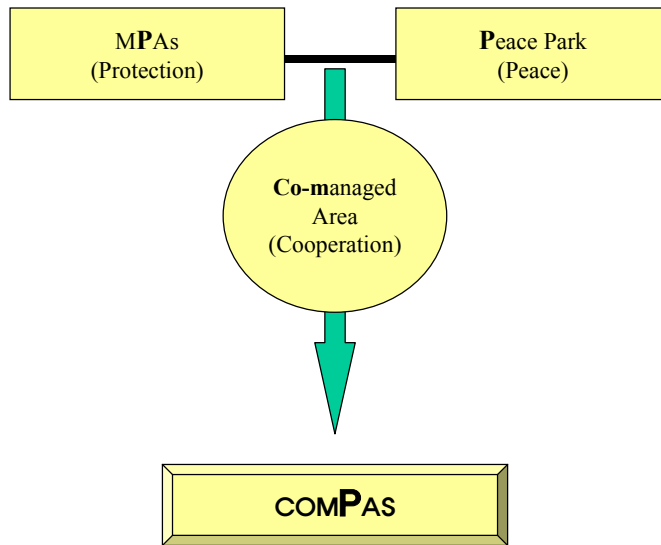 MPAs
(Protection)
Peace Park
(Peace)
Co-managed
Area
(Cooperation)
COMPAS